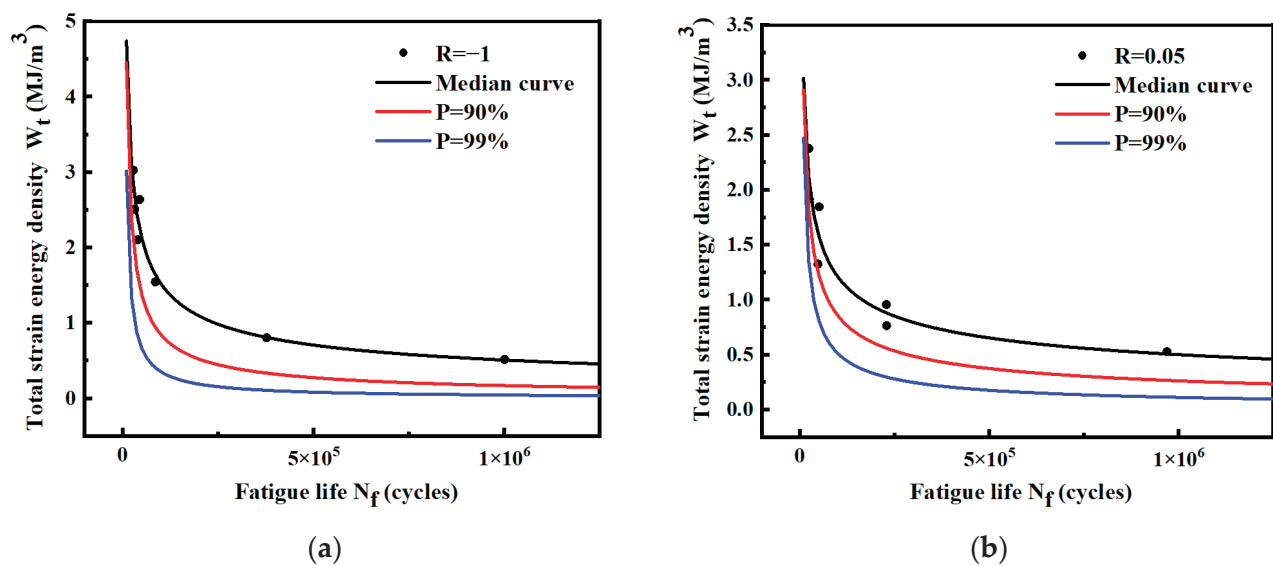 R=−1
Median curve
P=90%
P=99%
Total strain energy density W_t (MJ/m^3)
5
4
3
2
1
0
0
5×10^5
1×10^6
Fatigue life N_f (cycles)
(a)
R=0.05
Median curve
P=90%
P=99%
Total strain energy density W_t (MJ/m^3)
3.5
3.0
2.5
2.0
1.5
1.0
0.5
0.0
0
5×10^5
1×10^6
Fatigue life N_f (cycles)
(b)